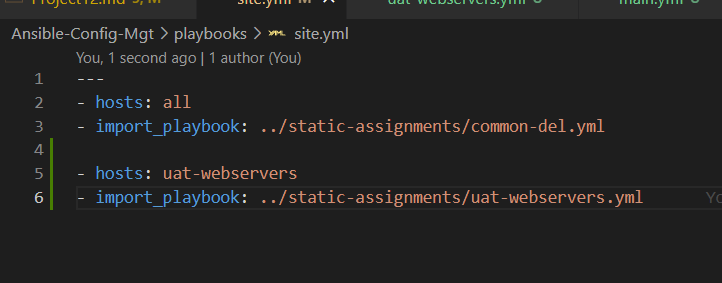 Project12.md 3, M site.yml M uat-webservers.yml U main.yml U
Ansible-Config-Mgt > playbooks > site.yml
You, 1 second ago | 1 author (You)
1 ---
2 - hosts: all
3 - import_playbook: ../static-assignments/common-del.yml
4
5 - hosts: uat-webservers
6 - import_playbook: ../static-assignments/uat-webservers.yml